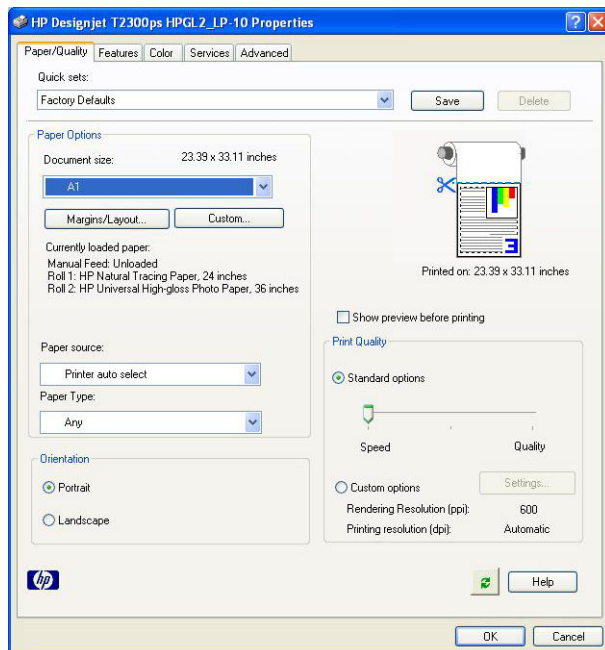 HP Designjet T2300ps HPGL2_LP-10 Properties
Paper/Quality Features Color Services Advanced
Quick sets:
Factory Defaults
Save
Delete
Paper Options
Document size: 23.39 x 33.11 inches
A1
Margins/Layout...
Custom...
Currently loaded paper:
Manual Feed: Unloaded
Roll 1: HP Natural Tracing Paper, 24 inches
Roll 2: HP Universal High-gloss Photo Paper, 36 inches
Paper source:
Printer auto select
Paper Type:
Any
Orientation
Portrait
Landscape
3
Printed on: 23.39 x 33.11 inches
Show preview before printing
Print Quality
Standard options
Speed Quality
Custom options
Settings...
Rendering Resolution (ppi): 600
Printing resolution (dpi): Automatic
hp
Help
OK
Cancel